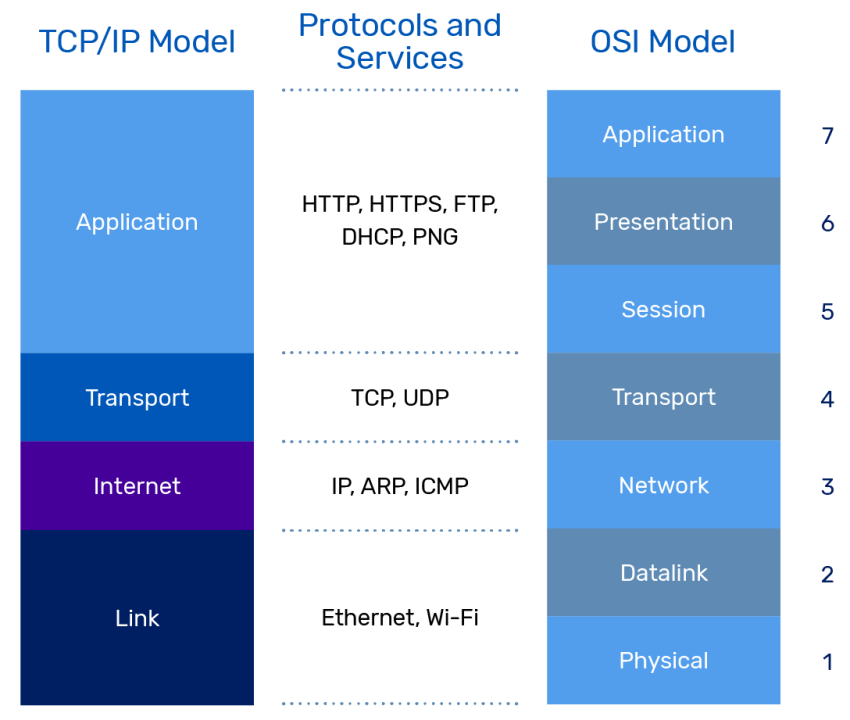 TCP/IP Model
Protocols and
Services
OSI Model
Application
HTTP, HTTPS, FTP,
DHCP, PNG
Application 7
Presentation 6
Session 5
Transport
TCP, UDP
Transport 4
Internet
IP, ARP, ICMP
Network 3
Link
Ethernet, Wi-Fi
Datalink 2
Physical 1